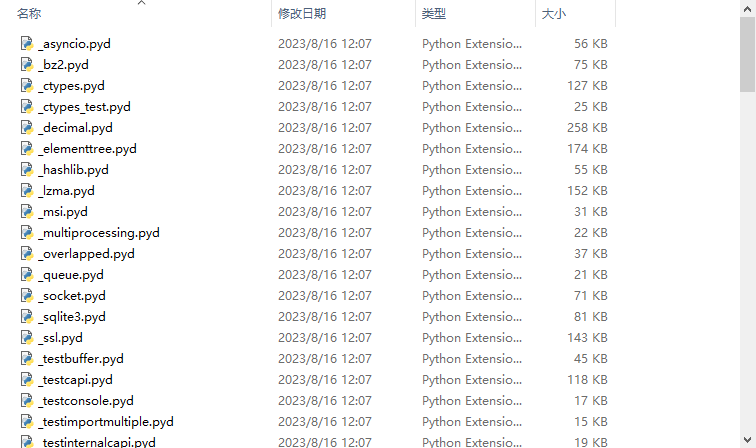 名称 修改日期 类型 大小
_asyncio.pyd 2023/8/16 12:07 Python Extensio... 56 KB
_bz2.pyd 2023/8/16 12:07 Python Extensio... 75 KB
_ctypes.pyd 2023/8/16 12:07 Python Extensio... 127 KB
_ctypes_test.pyd 2023/8/16 12:07 Python Extensio... 25 KB
_decimal.pyd 2023/8/16 12:07 Python Extensio... 258 KB
_elementtree.pyd 2023/8/16 12:07 Python Extensio... 174 KB
_hashlib.pyd 2023/8/16 12:07 Python Extensio... 55 KB
_lzma.pyd 2023/8/16 12:07 Python Extensio... 152 KB
_msi.pyd 2023/8/16 12:07 Python Extensio... 31 KB
_multiprocessing.pyd 2023/8/16 12:07 Python Extensio... 22 KB
_overlapped.pyd 2023/8/16 12:07 Python Extensio... 37 KB
_queue.pyd 2023/8/16 12:07 Python Extensio... 21 KB
_socket.pyd 2023/8/16 12:07 Python Extensio... 71 KB
_sqlite3.pyd 2023/8/16 12:07 Python Extensio... 81 KB
_ssl.pyd 2023/8/16 12:07 Python Extensio... 143 KB
_testbuffer.pyd 2023/8/16 12:07 Python Extensio... 45 KB
_testcapi.pyd 2023/8/16 12:07 Python Extensio... 118 KB
_testconsole.pyd 2023/8/16 12:07 Python Extensio... 17 KB
_testimportmultiple.pyd 2023/8/16 12:07 Python Extensio... 15 KB
_testinternalcapi.pyd 2023/8/16 12:07 Python Extensio... 19 KB